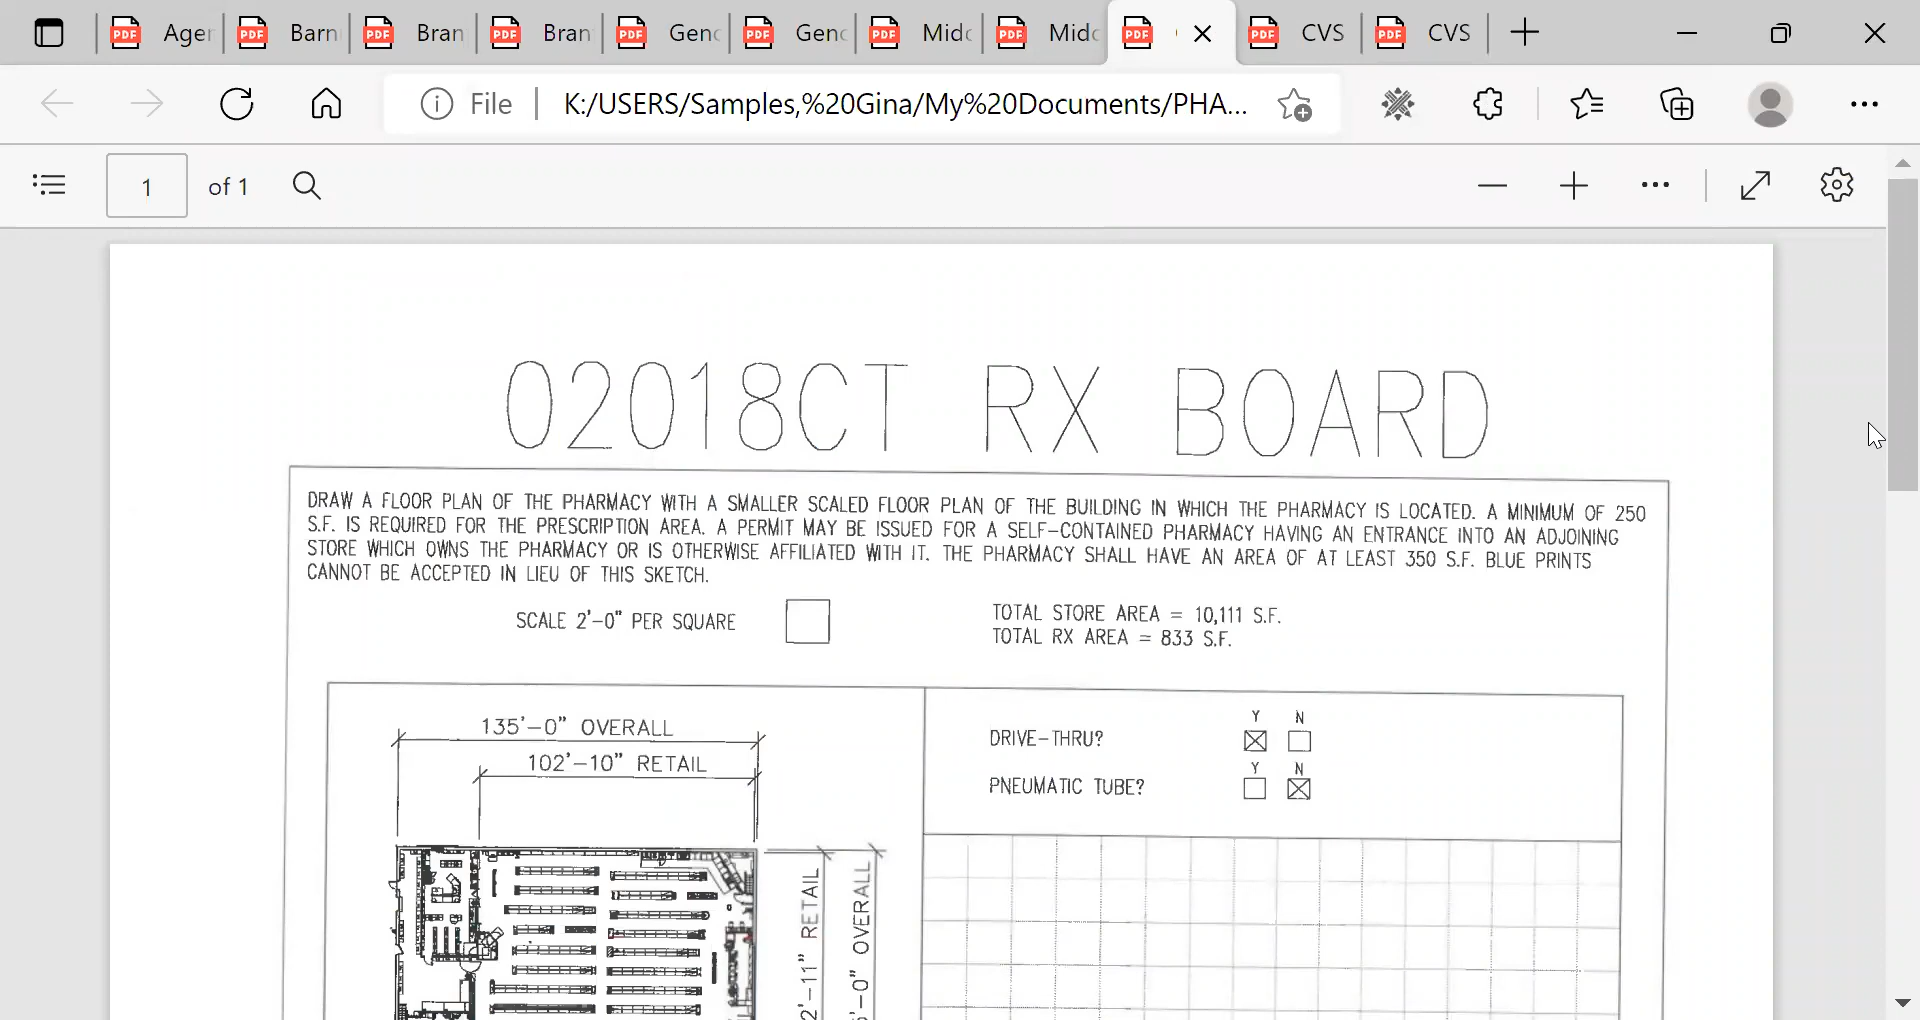 Ager
Barn
Bran
Bran
Genc
Genc
Midc
Midc
CVS
CVS
File
K:/USERS/Samples,%20Gina/My%20Documents/PHA...
1 of 1
02018CT RX BOARD
DRAW A FLOOR PLAN OF THE PHARMACY WITH A SMALLER SCALED FLOOR PLAN OF THE BUILDING IN WHICH THE PHARMACY IS LOCATED. A MINIMUM OF 250
S.F. IS REQUIRED FOR THE PRESCRIPTION AREA. A PERMIT MAY BE ISSUED FOR A SELF-CONTAINED PHARMACY HAVING AN ENTRANCE INTO AN ADJOINING
STORE WHICH OWNS THE PHARMACY OR IS OTHERWISE AFFILIATED WITH IT. THE PHARMACY SHALL HAVE AN AREA OF AT LEAST 350 S.F. BLUE PRINTS
CANNOT BE ACCEPTED IN LIEU OF THIS SKETCH.
SCALE 2'-0" PER SQUARE
TOTAL STORE AREA = 10,111 S.F.
TOTAL RX AREA = 833 S.F.
135'-0" OVERALL
102'-10" RETAIL
Y N
DRIVE-THRU?
Y N
PNEUMATIC TUBE?
2'-11" RETAIL
'-0" OVERALL